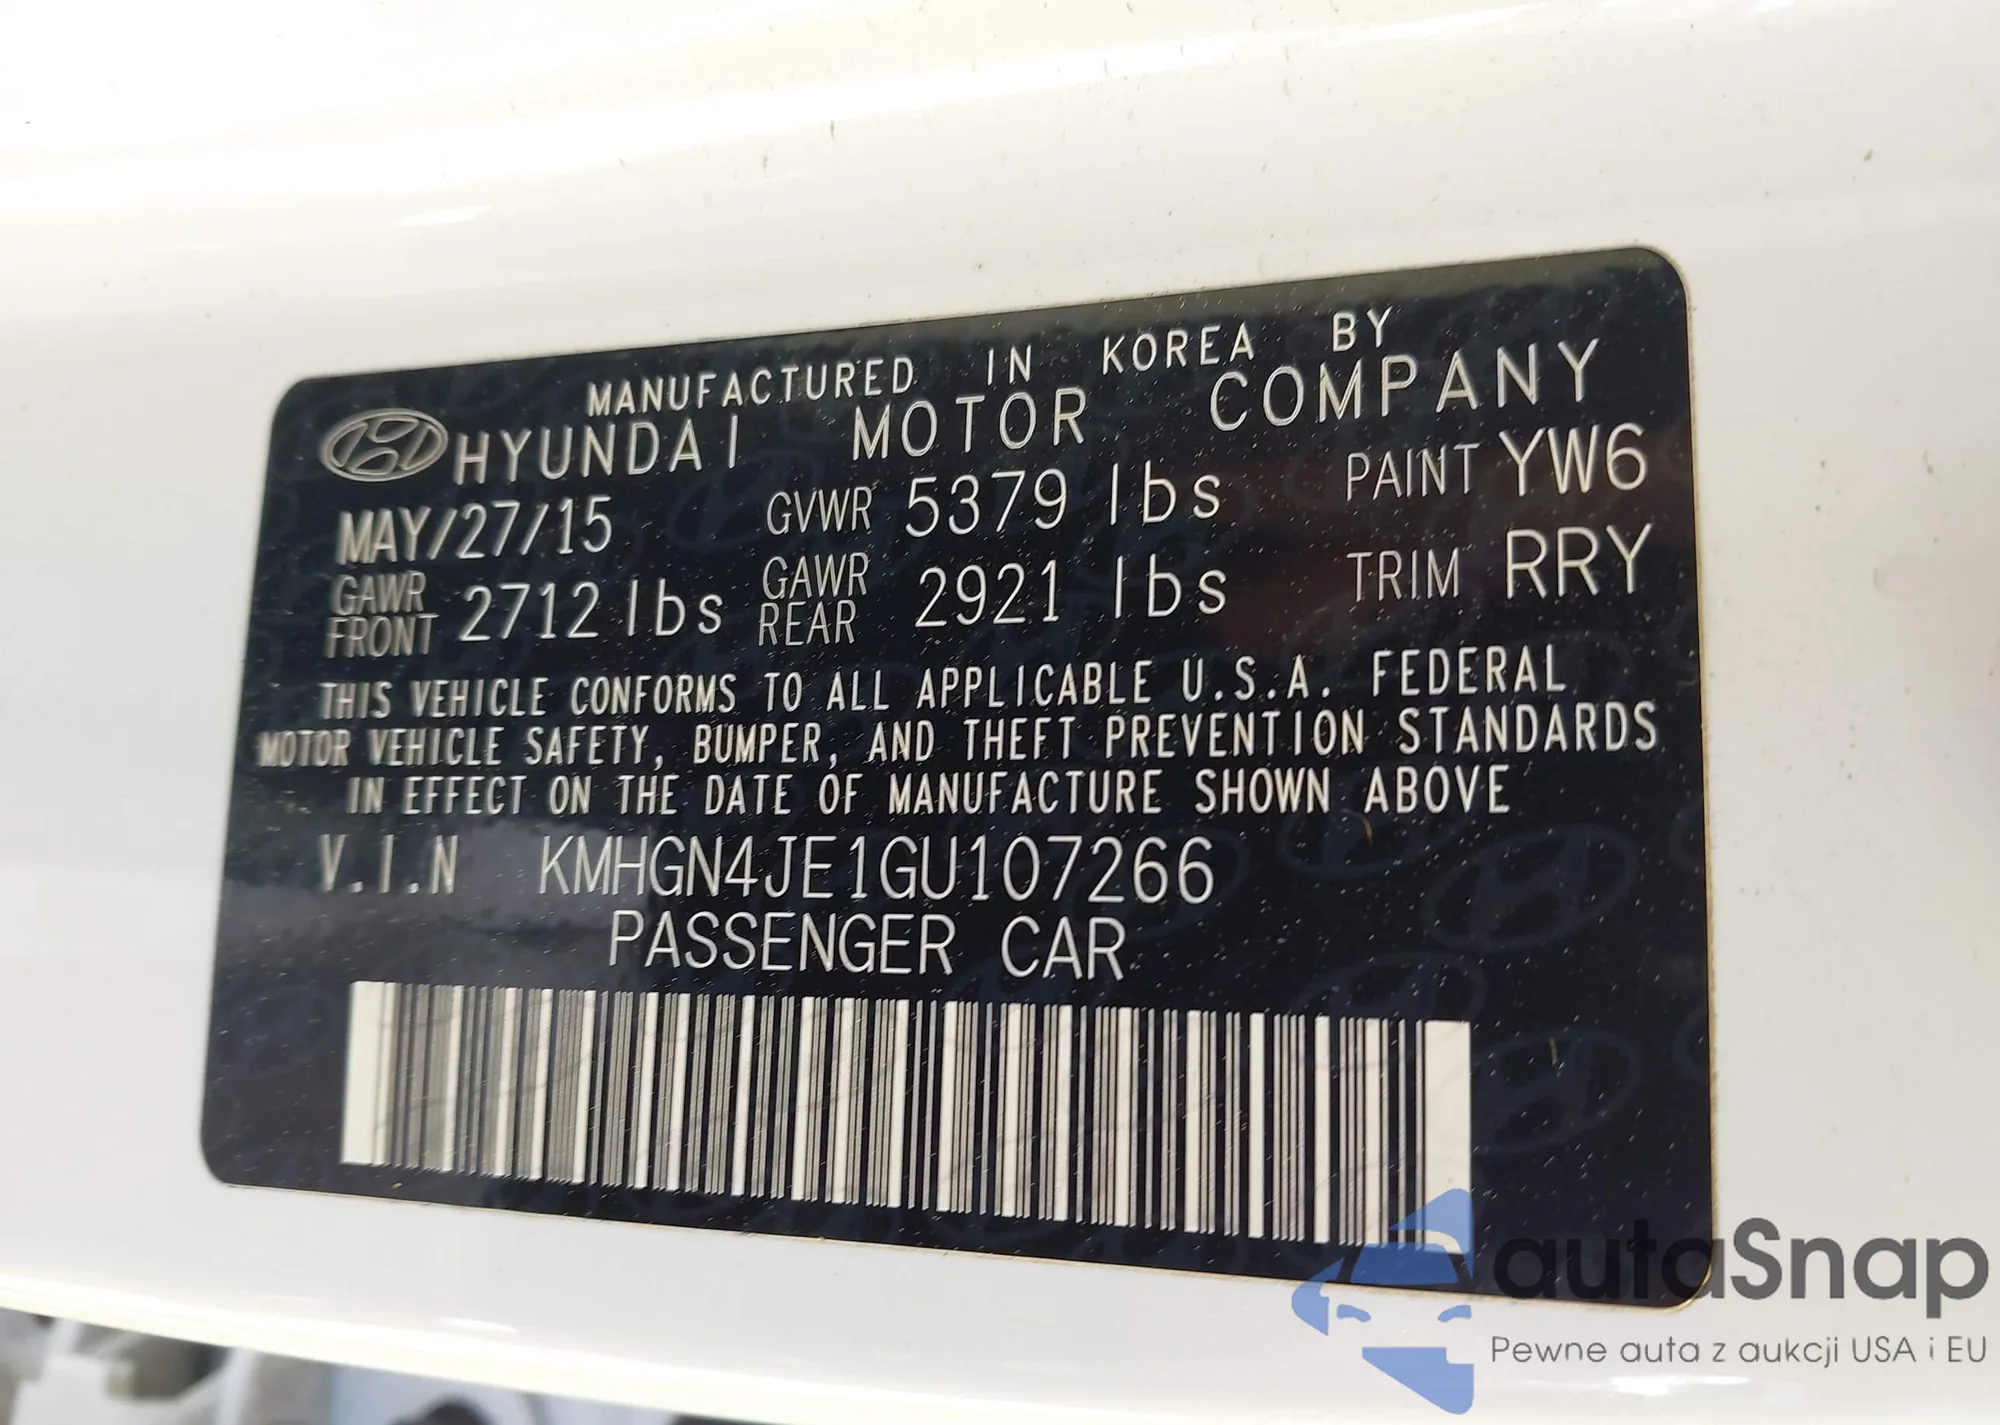 MANUFACTURED IN KOREA BY
HYUNDAI MOTOR COMPANY
MAY/27/15 GVWR 5379 lbs PAINT YW6
GAWR FRONT 2712 lbs GAWR REAR 2921 lbs TRIM RRY
THIS VEHICLE CONFORMS TO ALL APPLICABLE U.S.A. FEDERAL
MOTOR VEHICLE SAFETY, BUMPER, AND THEFT PREVENTION STANDARDS
IN EFFECT ON THE DATE OF MANUFACTURE SHOWN ABOVE
V.I.N KMHGN4JE1GU107266
PASSENGER CAR
autaSnap
Pewne auta z aukcji USA i EU